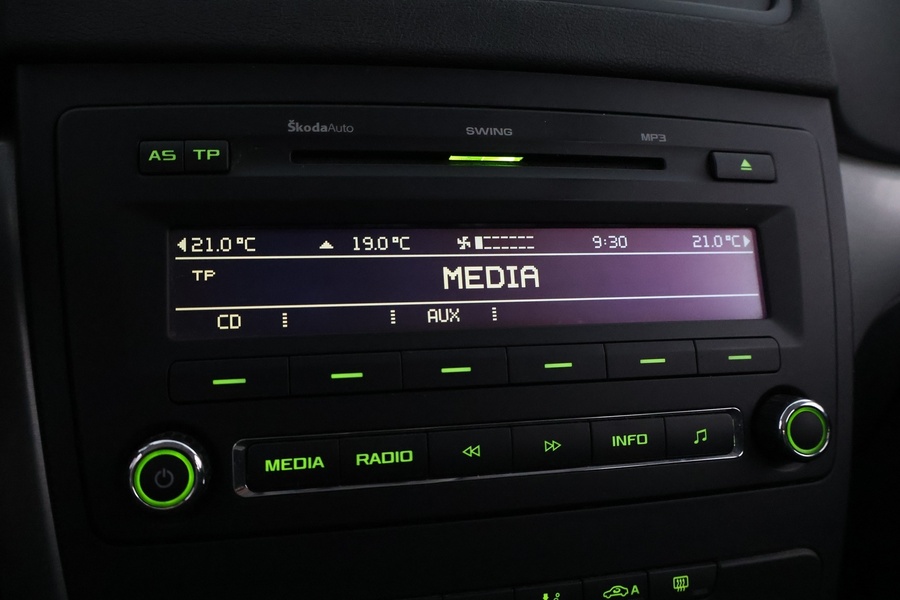 ŠkodaAuto SWING MP3
AS TP
21.0°C 19.0°C 9:30 21.0°C
TP MEDIA
CD AUX
MEDIA RADIO INFO
A